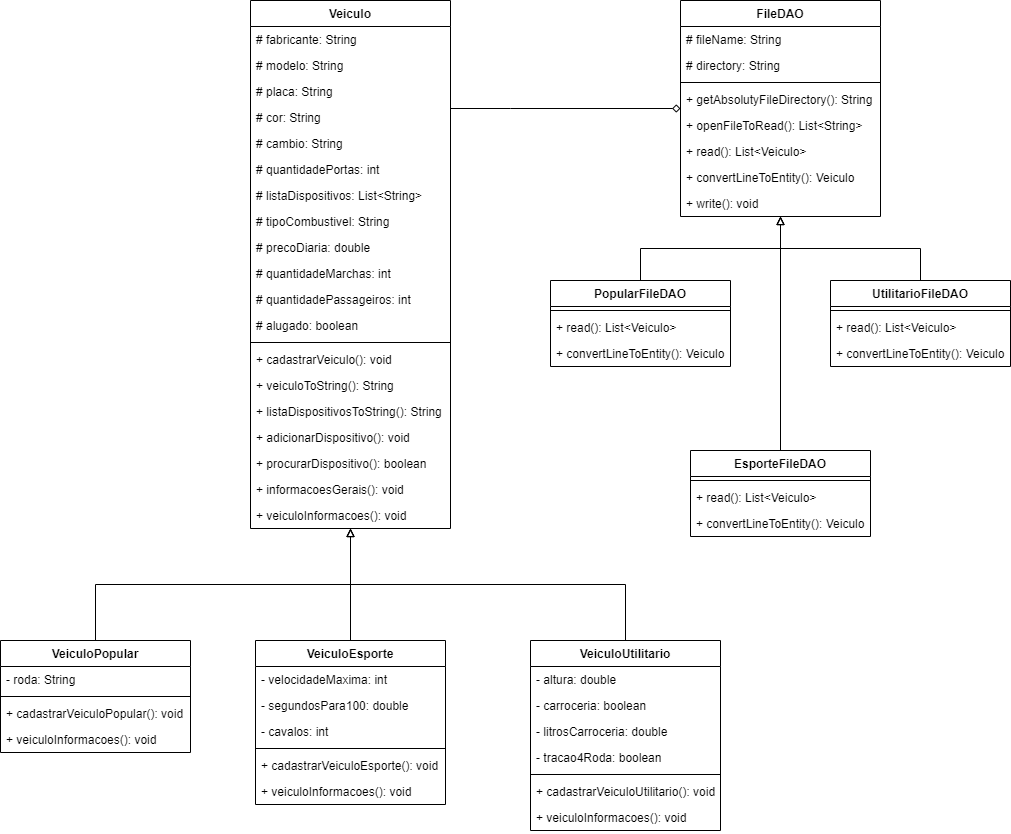 Veiculo
# fabricante: String
# modelo: String
# placa: String
# cor: String
# cambio: String
# quantidadePortas: int
# listaDispositivos: List<String>
# tipoCombustivel: String
# precoDiaria: double
# quantidadeMarchas: int
# quantidadePassageiros: int
# alugado: boolean
+ cadastrarVeiculo(): void
+ veiculoToString(): String
+ listaDispositivosToString(): String
+ adicionarDispositivo(): void
+ procurarDispositivo(): boolean
+ informacoesGerais(): void
+ veiculoInformacoes(): void
FileDAO
# fileName: String
# directory: String
+ getAbsolutyFileDirectory(): String
+ openFileToRead(): List<String>
+ read(): List<Veiculo>
+ convertLineToEntity(): Veiculo
+ write(): void
PopularFileDAO
+ read(): List<Veiculo>
+ convertLineToEntity(): Veiculo
UtilitarioFileDAO
+ read(): List<Veiculo>
+ convertLineToEntity(): Veiculo
EsporteFileDAO
+ read(): List<Veiculo>
+ convertLineToEntity(): Veiculo
VeiculoPopular
- roda: String
+ cadastrarVeiculoPopular(): void
+ veiculoInformacoes(): void
VeiculoEsporte
- velocidadeMaxima: int
- segundosPara100: double
- cavalos: int
+ cadastrarVeiculoEsporte(): void
+ veiculoInformacoes(): void
VeiculoUtilitario
- altura: double
- carroceria: boolean
- litrosCarroceria: double
- tracao4Roda: boolean
+ cadastrarVeiculoUtilitario(): void
+ veiculoInformacoes(): void